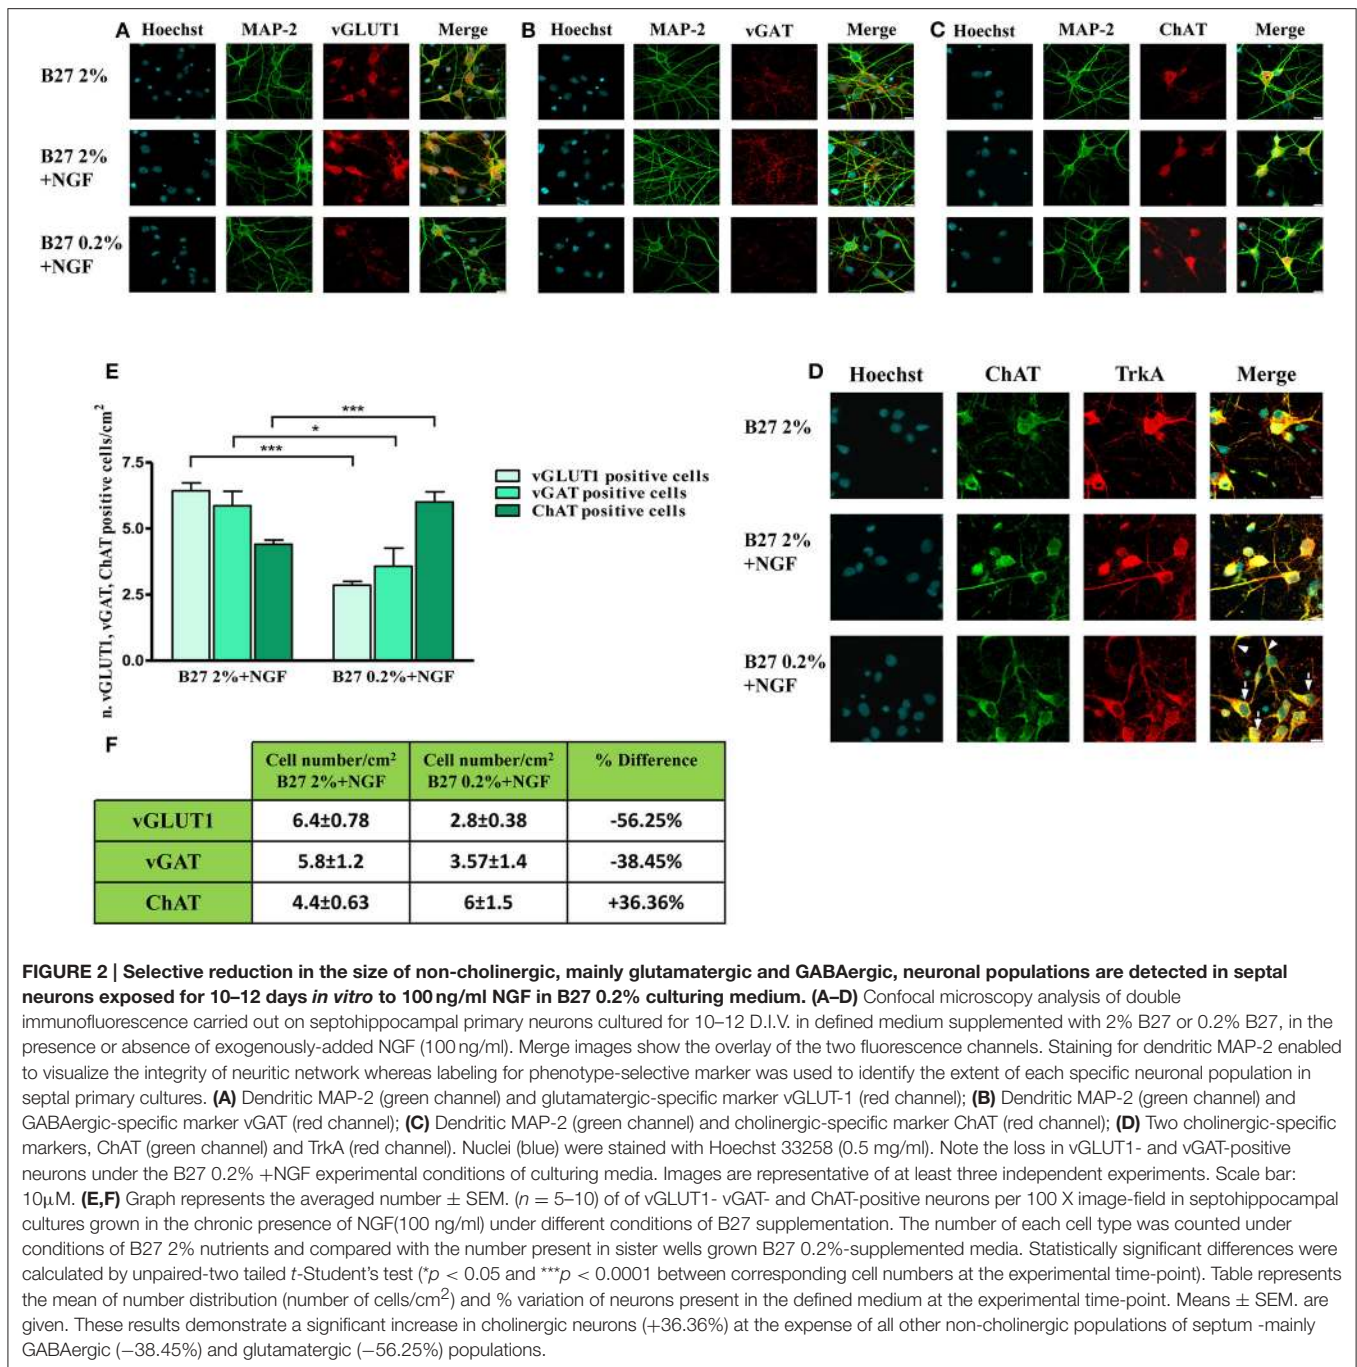 A Hoechst MAP-2 vGLUT1 Merge B Hoechst MAP-2 vGAT Merge C Hoechst MAP-2 ChAT Merge
B27 2%
B27 2%
+NGF
B27 0.2%
+NGF
E
n. vGLUT1, vGAT, ChAT positive cells/cm²
7.5
5.0
2.5
0.0
***
*
***
B27 2%+NGF B27 0.2%+NGF
vGLUT1 positive cells
vGAT positive cells
ChAT positive cells
D Hoechst ChAT TrkA Merge
B27 2%
B27 2%
+NGF
B27 0.2%
+NGF
F
Cell number/cm² Cell number/cm² % Difference
B27 2%+NGF B27 0.2%+NGF
vGLUT1 6.4±0.78 2.8±0.38 -56.25%
vGAT 5.8±1.2 3.57±1.4 -38.45%
ChAT 4.4±0.63 6±1.5 +36.36%
FIGURE 2 | Selective reduction in the size of non-cholinergic, mainly glutamatergic and GABAergic, neuronal populations are detected in septal
neurons exposed for 10–12 days in vitro to 100 ng/ml NGF in B27 0.2% culturing medium. (A–D) Confocal microscopy analysis of double
immunofluorescence carried out on septohippocampal primary neurons cultured for 10–12 D.I.V. in defined medium supplemented with 2% B27 or 0.2% B27, in the
presence or absence of exogenously-added NGF (100 ng/ml). Merge images show the overlay of the two fluorescence channels. Staining for dendritic MAP-2 enabled
to visualize the integrity of neuritic network whereas labeling for phenotype-selective marker was used to identify the extent of each specific neuronal population in
septal primary cultures. (A) Dendritic MAP-2 (green channel) and glutamatergic-specific marker vGLUT-1 (red channel); (B) Dendritic MAP-2 (green channel) and
GABAergic-specific marker vGAT (red channel); (C) Dendritic MAP-2 (green channel) and cholinergic-specific marker ChAT (red channel); (D) Two cholinergic-specific
markers, ChAT (green channel) and TrkA (red channel). Nuclei (blue) were stained with Hoechst 33258 (0.5 mg/ml). Note the loss in vGLUT1- and vGAT-positive
neurons under the B27 0.2% +NGF experimental conditions of culturing media. Images are representative of at least three independent experiments. Scale bar:
10μM. (E,F) Graph represents the averaged number ± SEM. (n = 5–10) of of vGLUT1- vGAT- and ChAT-positive neurons per 100 X image-field in septohippocampal
cultures grown in the chronic presence of NGF(100 ng/ml) under different conditions of B27 supplementation. The number of each cell type was counted under
conditions of B27 2% nutrients and compared with the number present in sister wells grown B27 0.2%-supplemented media. Statistically significant differences were
calculated by unpaired-two tailed t-Student's test (*p < 0.05 and ***p < 0.0001 between corresponding cell numbers at the experimental time-point). Table represents
the mean of number distribution (number of cells/cm²) and % variation of neurons present in the defined medium at the experimental time-point. Means ± SEM. are
given. These results demonstrate a significant increase in cholinergic neurons (+36.36%) at the expense of all other non-cholinergic populations of septum -mainly
GABAergic (−38.45%) and glutamatergic (−56.25%) populations.